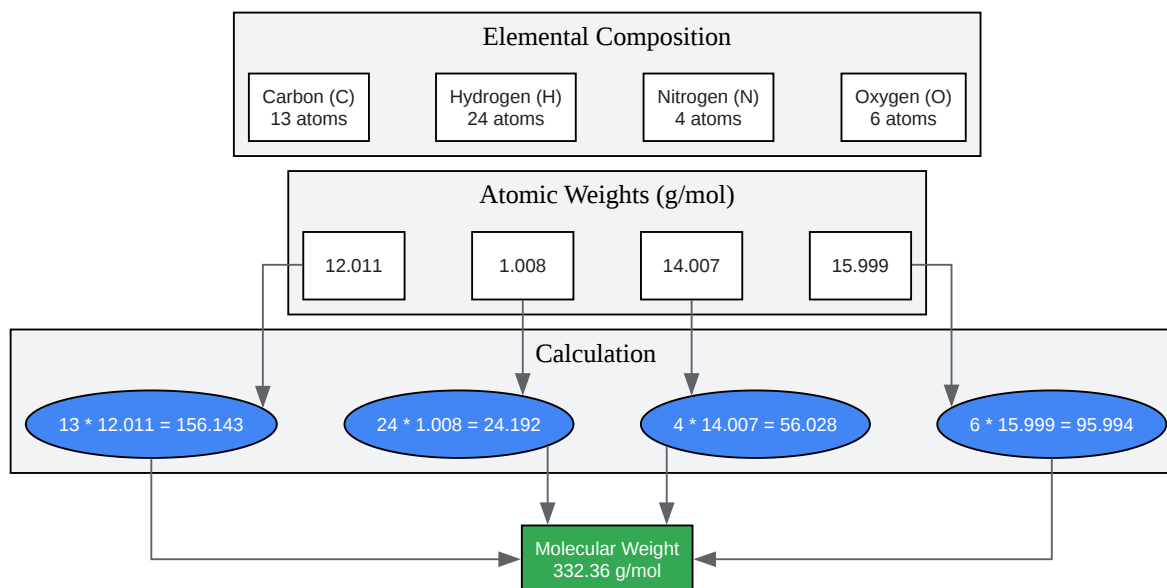 Elemental Composition
Carbon (C)
13 atoms
Hydrogen (H)
24 atoms
Nitrogen (N)
4 atoms
Oxygen (O)
6 atoms
Atomic Weights (g/mol)
12.011
1.008
14.007
15.999
Calculation
13 * 12.011 = 156.143
24 * 1.008 = 24.192
4 * 14.007 = 56.028
6 * 15.999 = 95.994
Molecular Weight
332.36 g/mol